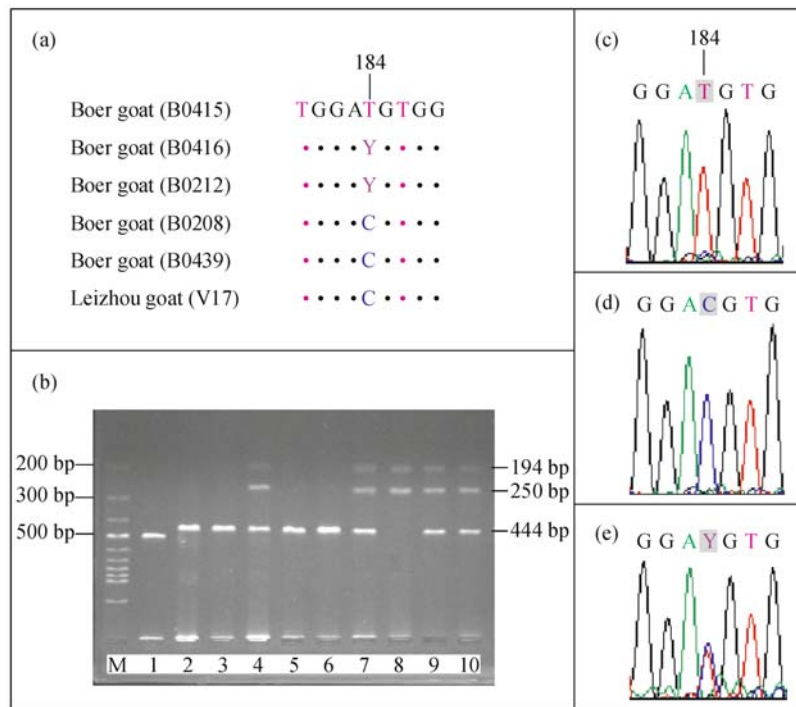 (a)
184
Boer goat (B0415) TGGATGTGG
Boer goat (B0416) • • • • Y • • • •
Boer goat (B0212) • • • • Y • • • •
Boer goat (B0208) • • • • C • • • •
Boer goat (B0439) • • • • C • • • •
Leizhou goat (V17) • • • • C • • • •
(b)
200 bp 194 bp
300 bp 250 bp
500 bp 444 bp
M 1 2 3 4 5 6 7 8 9 10
(c)
184
G G A T G T G
(d)
G G A C G T G
(e)
G G A Y G T G